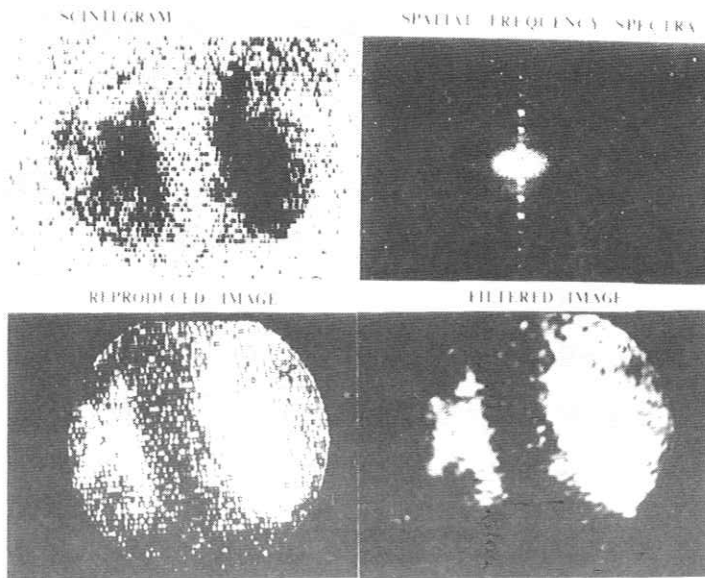 SCINTIGRAM
SPATIAL FREQUENCY SPECTRA
REPRODUCED IMAGE
FILTERED IMAGE